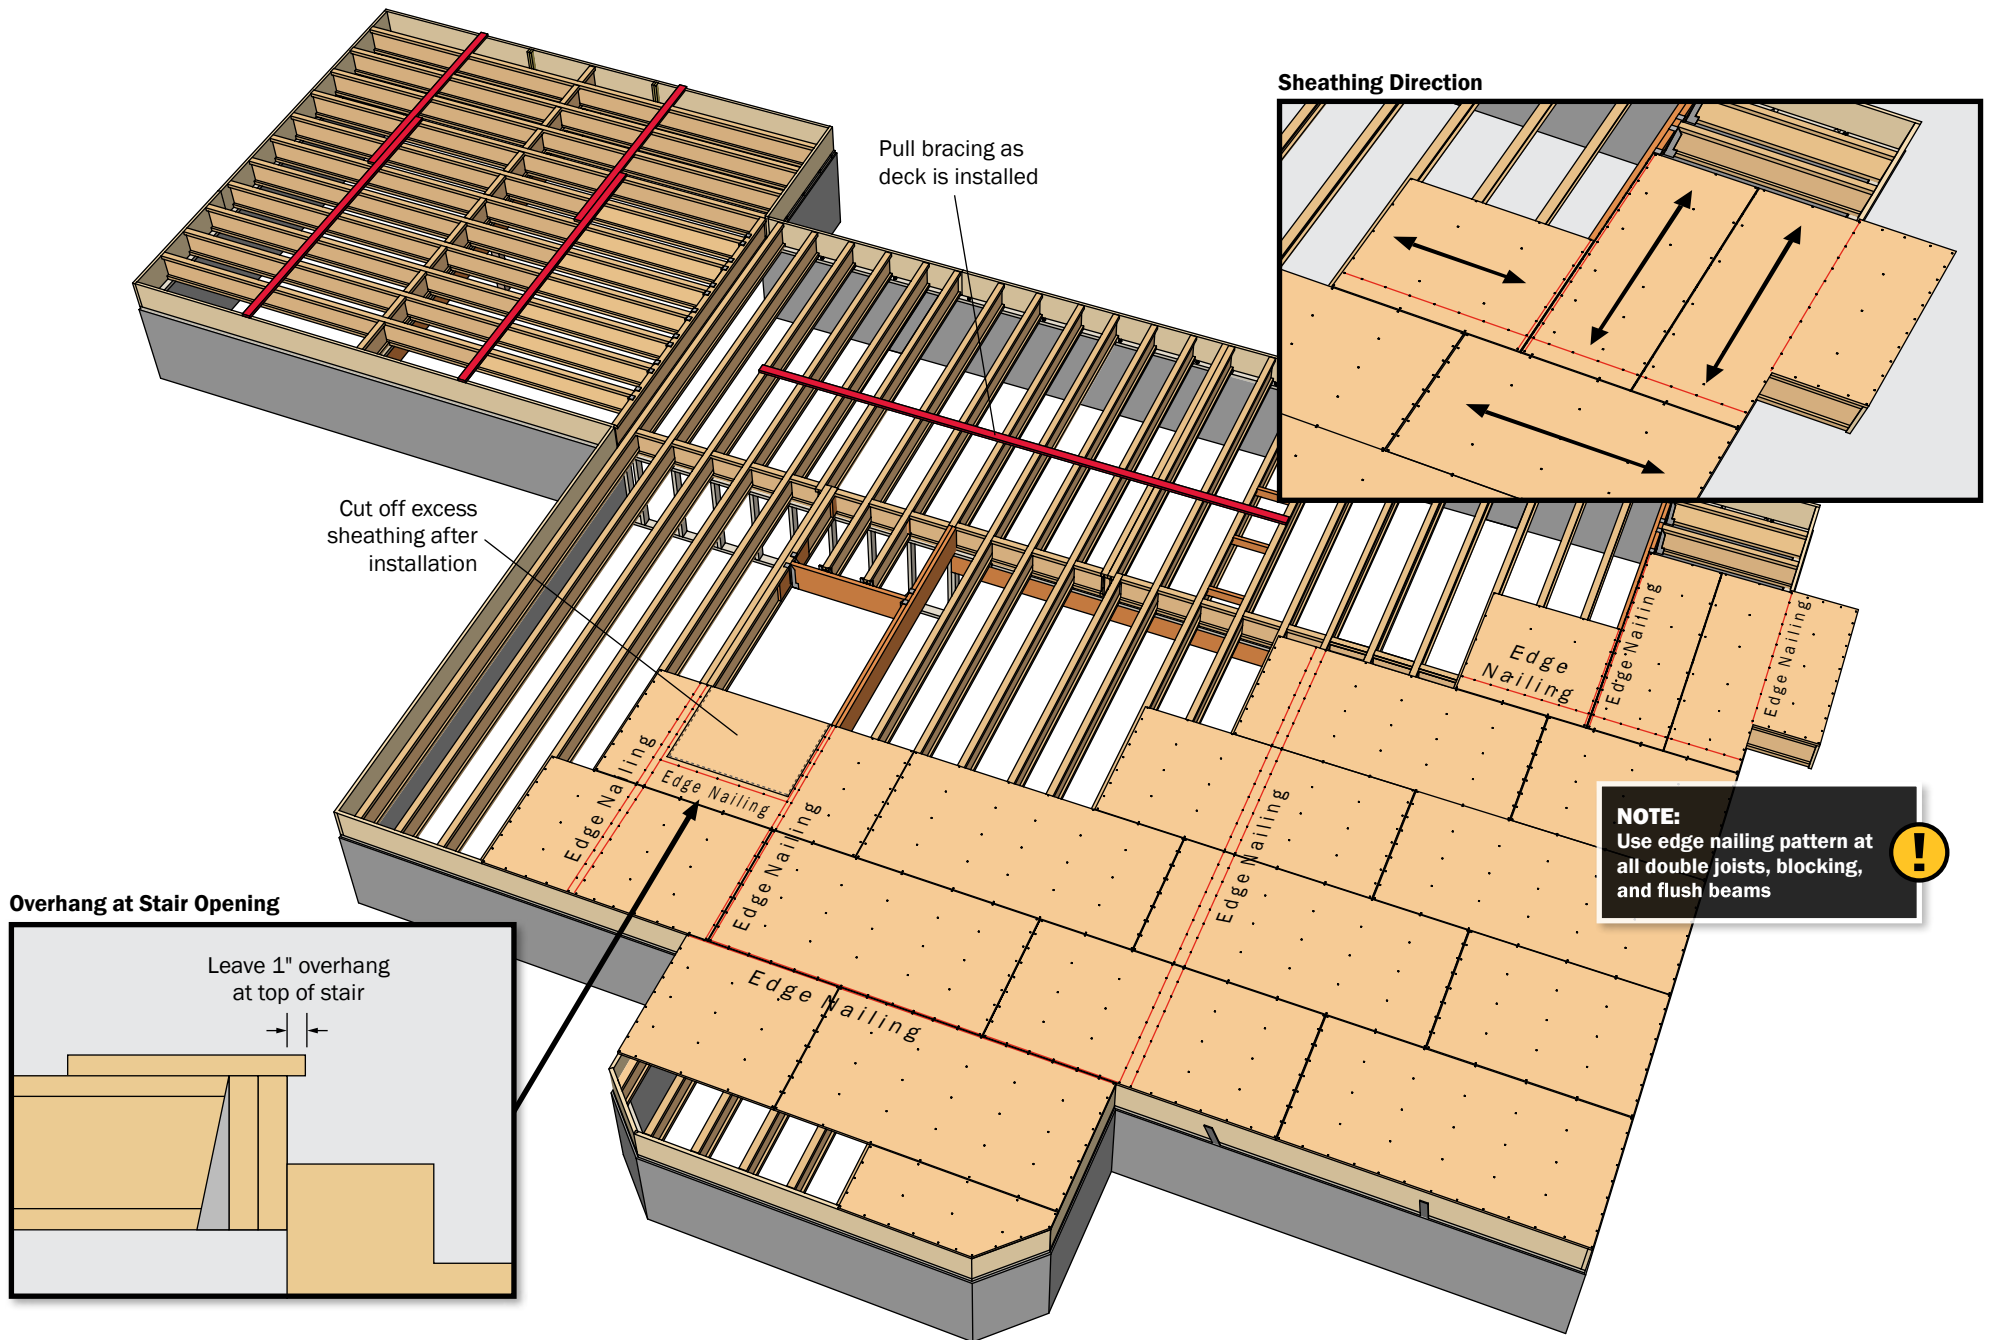 Sheathing Direction
Pull bracing as
deck is installed
Cut off excess
sheathing after
installation
Edge Nailing
Edge Nailing
Edge Nailing
Edge Nailing
Edge Nailing
Edge
Nailing
Edge Nailing
Edge Nailing
NOTE:
Use edge nailing pattern at
all double joists, blocking,
and flush beams
!
Overhang at Stair Opening
Leave 1" overhang
at top of stair